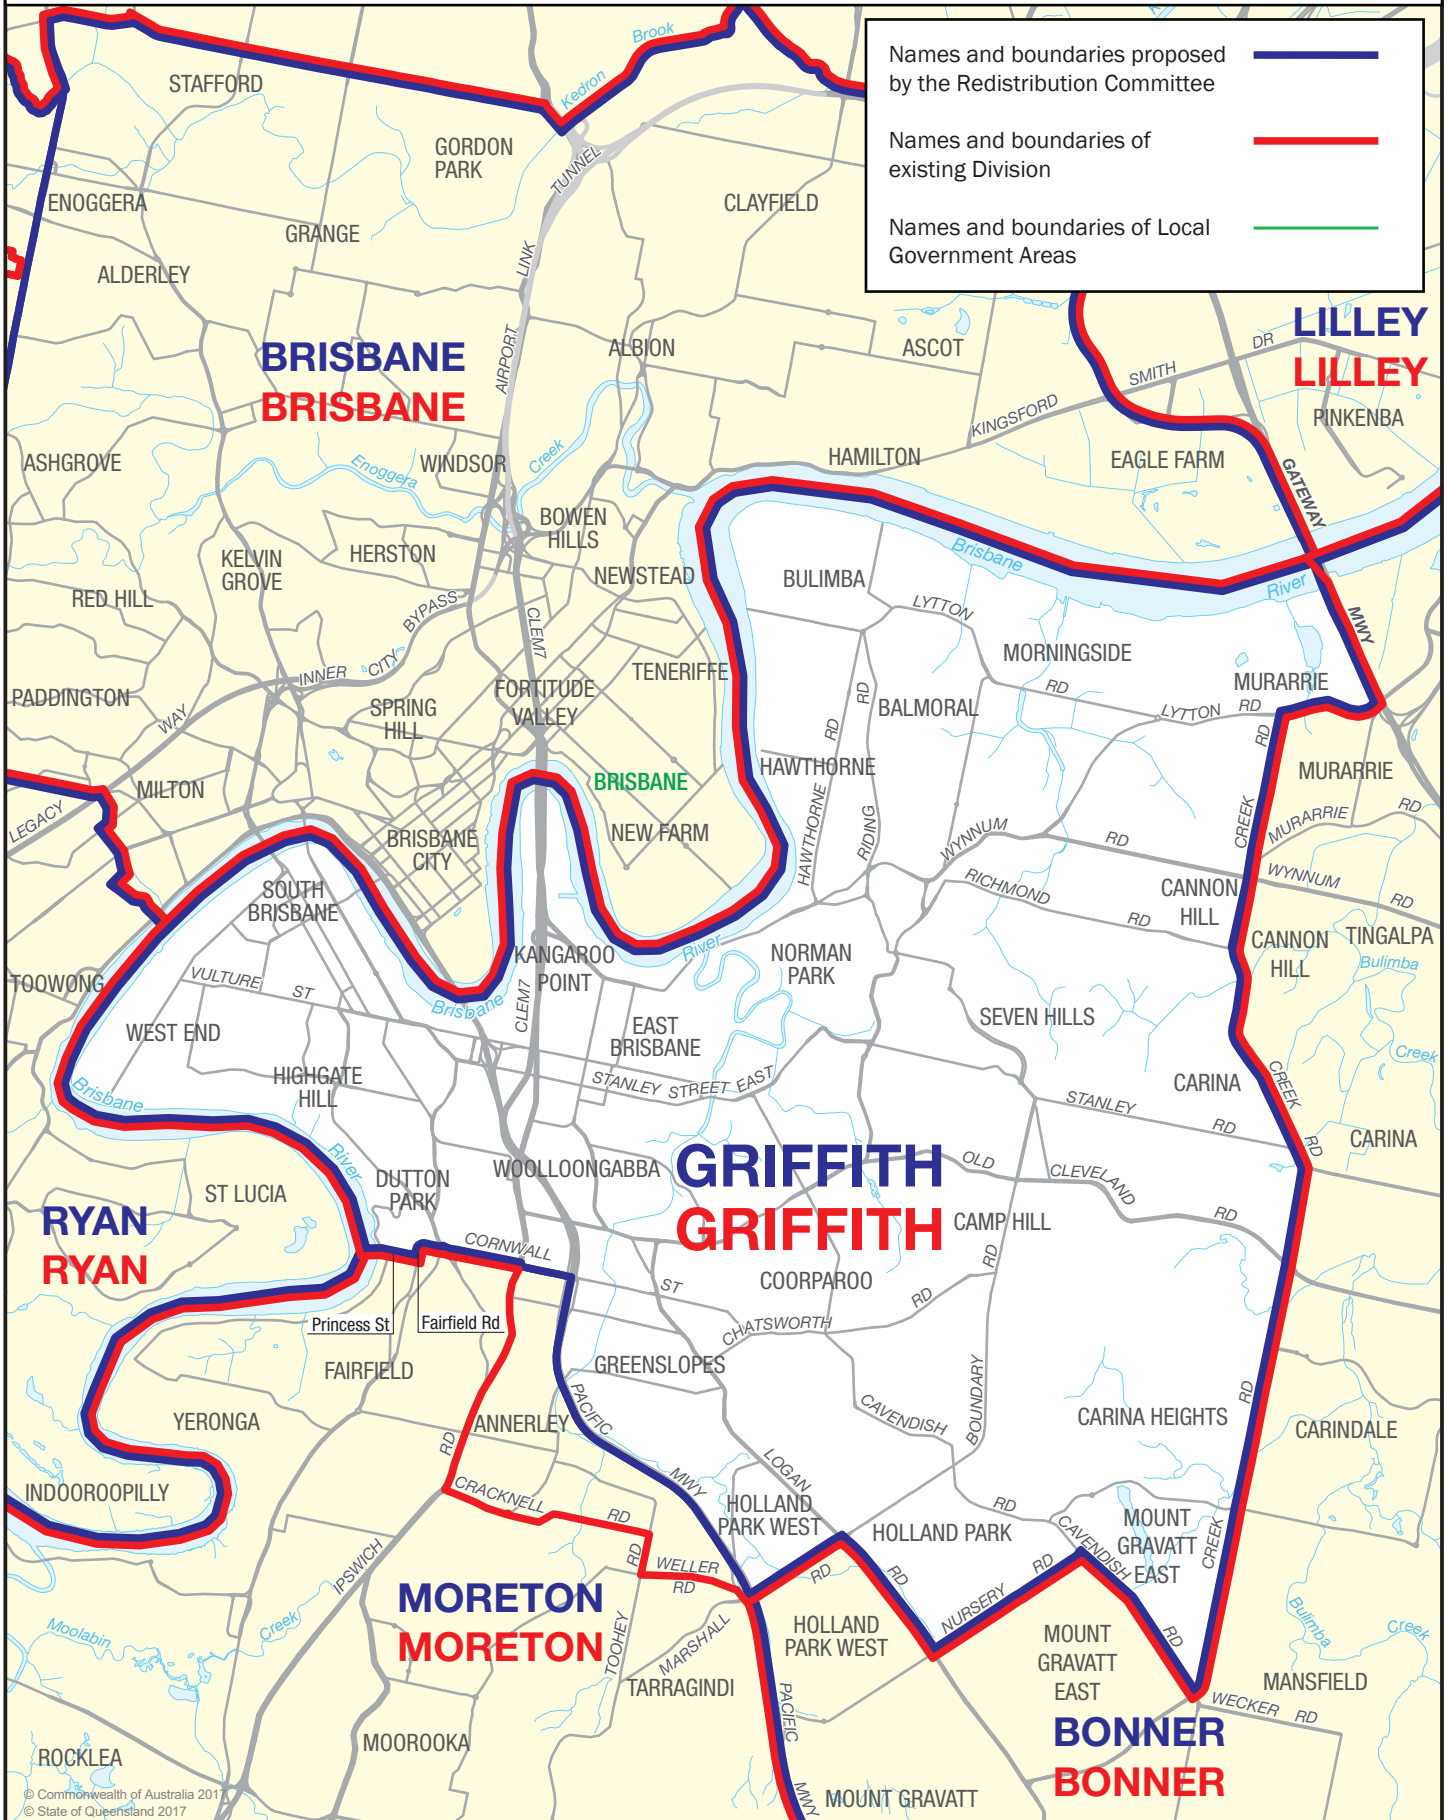 Names and boundaries proposed
by the Redistribution Committee
Names and boundaries of
existing Division
Names and boundaries of Local
Government Areas
Brook
Kedron
STAFFORD
GORDON
PARK
TUNNEL
CLAYFIELD
ENOGGERA
GRANGE
LINK
ALDERLEY
LILLEY
LILLEY
BRISBANE
BRISBANE
AIRPORT
ALBION
ASCOT
DR
SMITH
KINGSFORD
PINKENBA
ASHGROVE
Enoggera
WINDSOR
Creek
HAMILTON
EAGLE FARM
GATEWAY
BOWEN
HILLS
KELVIN
GROVE
HERSTON
NEWSTEAD
BULIMBA
Brisbane
River
RED HILL
BYPASS
CLEM7
LYTTON
MWY
INNER
CITY
TENERIFFE
MORNINGSIDE
MURARRIE
PADDINGTON
WAY
SPRING
HILL
FORTITUDE
VALLEY
RD
BALMORAL
RD
LYTTON
RD
RD
RD
HAWTHORNE
MURARRIE
MILTON
BRISBANE
LEGACY
BRISBANE
CITY
NEW FARM
HAWTHORNE
RIDING
WYNNUM
RD
CREEK
MURARRIE
RD
SOUTH
BRISBANE
RICHMOND
RD
CANNON
HILL
WYNNUM
RD
CANNON
HILL
TINGALPA
Bulimba
River
KANGAROO
POINT
NORMAN
PARK
TOOWONG
VULTURE
ST
Brisbane
CLEM7
WEST END
EAST
BRISBANE
SEVEN HILLS
Creek
HIGHGATE
HILL
Brisbane
STANLEY
STREET
EAST
STANLEY
RD
CARINA
CREEK
RD
CARINA
River
DUTTON
PARK
WOOLLOONGABBA
GRIFFITH
GRIFFITH
OLD
CLEVELAND
RD
ST LUCIA
RYAN
RYAN
CAMP HILL
CORNWALL
ST
RD
COORPAROO
RD
CHATSWORTH
Princess St
Fairfield Rd
FAIRFIELD
GREENSLOPES
YERONGA
ANNERLEY
PACIFIC
CAVENDISH
BOUNDARY
RD
CARINA HEIGHTS
CARINDALE
RD
INDOOROOPILLY
CRACKNELL
RD
MWY
LOGAN
HOLLAND
PARK WEST
RD
HOLLAND PARK
CAVENDISH
MOUNT
GRAVATT
EAST
CREEK
IPSWICH
RD
WELLER
RD
RD
RD
NURSERY
RD
MORETON
MORETON
Moolabin
Creek
TOOHEY
MARSHALL
HOLLAND
PARK WEST
MOUNT
GRAVATT
EAST
RD
Bulimba
Creek
TARRAGINDI
MANSFIELD
WECKER
RD
PACIFIC
BONNER
BONNER
MOOROOKA
ROCKLEA
MWY
MOUNT GRAVATT
© Commonwealth of Australia 2017
© State of Queensland 2017